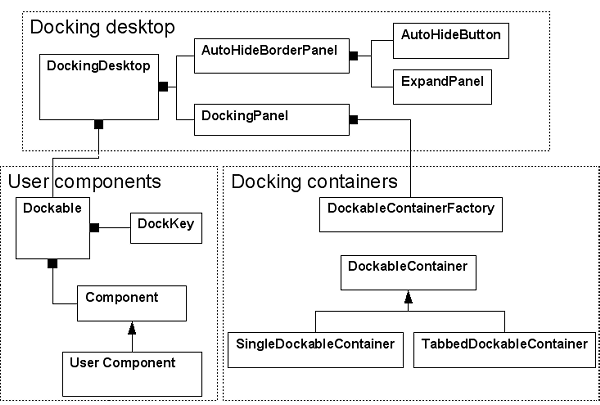 Docking desktop
AutoHideButton
AutoHideBorderPanel
DockingDesktop
ExpandPanel
DockingPanel
User components
Docking containers
Dockable
DockableContainerFactory
DockKey
DockableContainer
Component
SingleDockableContainer
TabbedDockableContainer
User Component